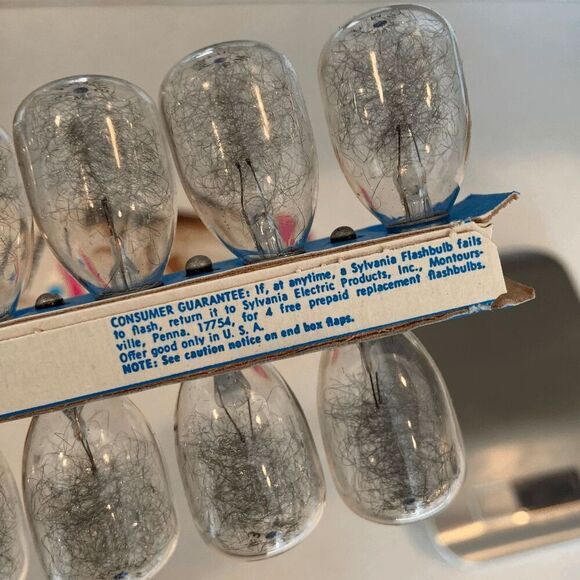 CONSUMER GUARANTEE: If, at anytime, a Sylvania Flashbulb fails
to flash, return it to Sylvania Electric Products, Inc., Montours-
ville, Penna. 17754, for 4 free prepaid replacement flashbulbs.
Offer good only in U. S. A.
NOTE: See caution notice on end box flaps.